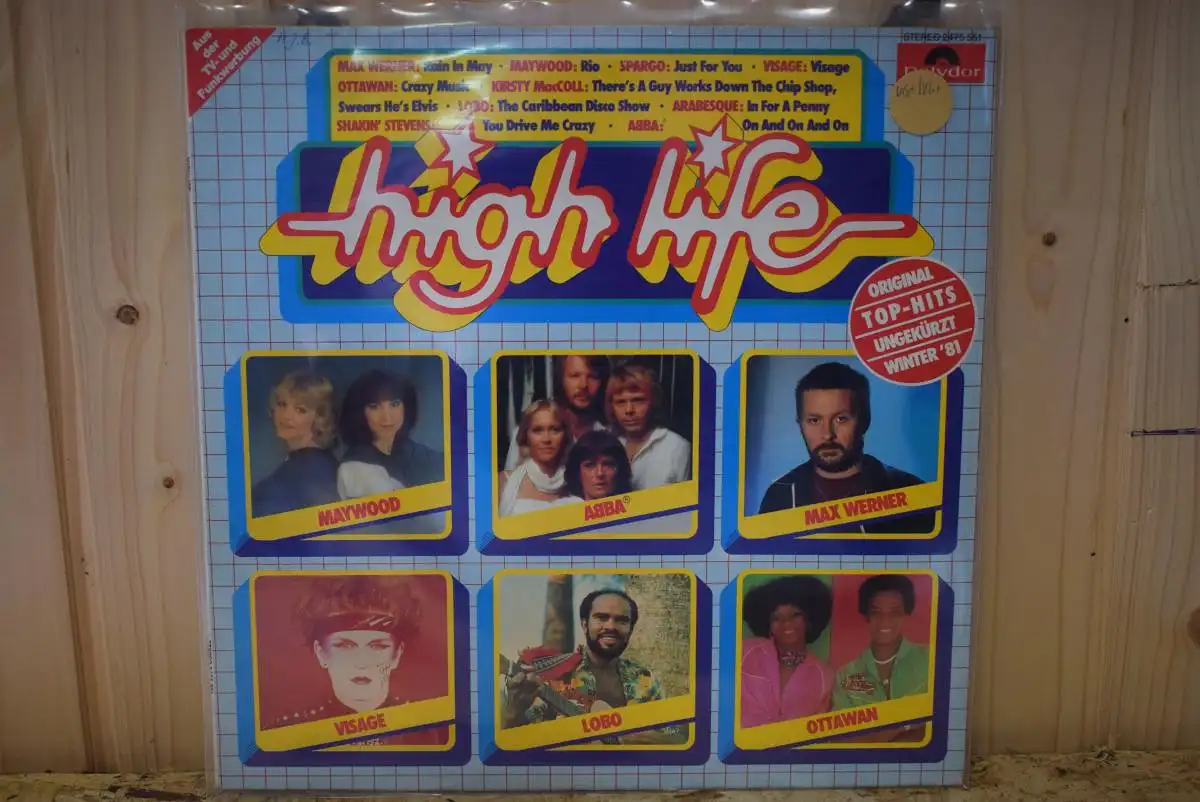 Aus
der
TV- und
Funkwerbung
STEREO 2475 551
Polydor
MAX WERNER: Rain In May · MAYWOOD: Rio · SPARGO: Just For You · VISAGE: Visage
OTTAWAN: Crazy Music · KIRSTY MacCOLL: There's A Guy Works Down The Chip Shop,
Swears He's Elvis · LOBO: The Caribbean Disco Show · ARABESQUE: In For A Penny
SHAKIN' STEVENS: You Drive Me Crazy · ABBA: On And On And On
high life
ORIGINAL
TOP-HITS
UNGEKÜRZT
WINTER '81
MAYWOOD
ABBA®
MAX WERNER
VISAGE
LOBO
OTTAWAN